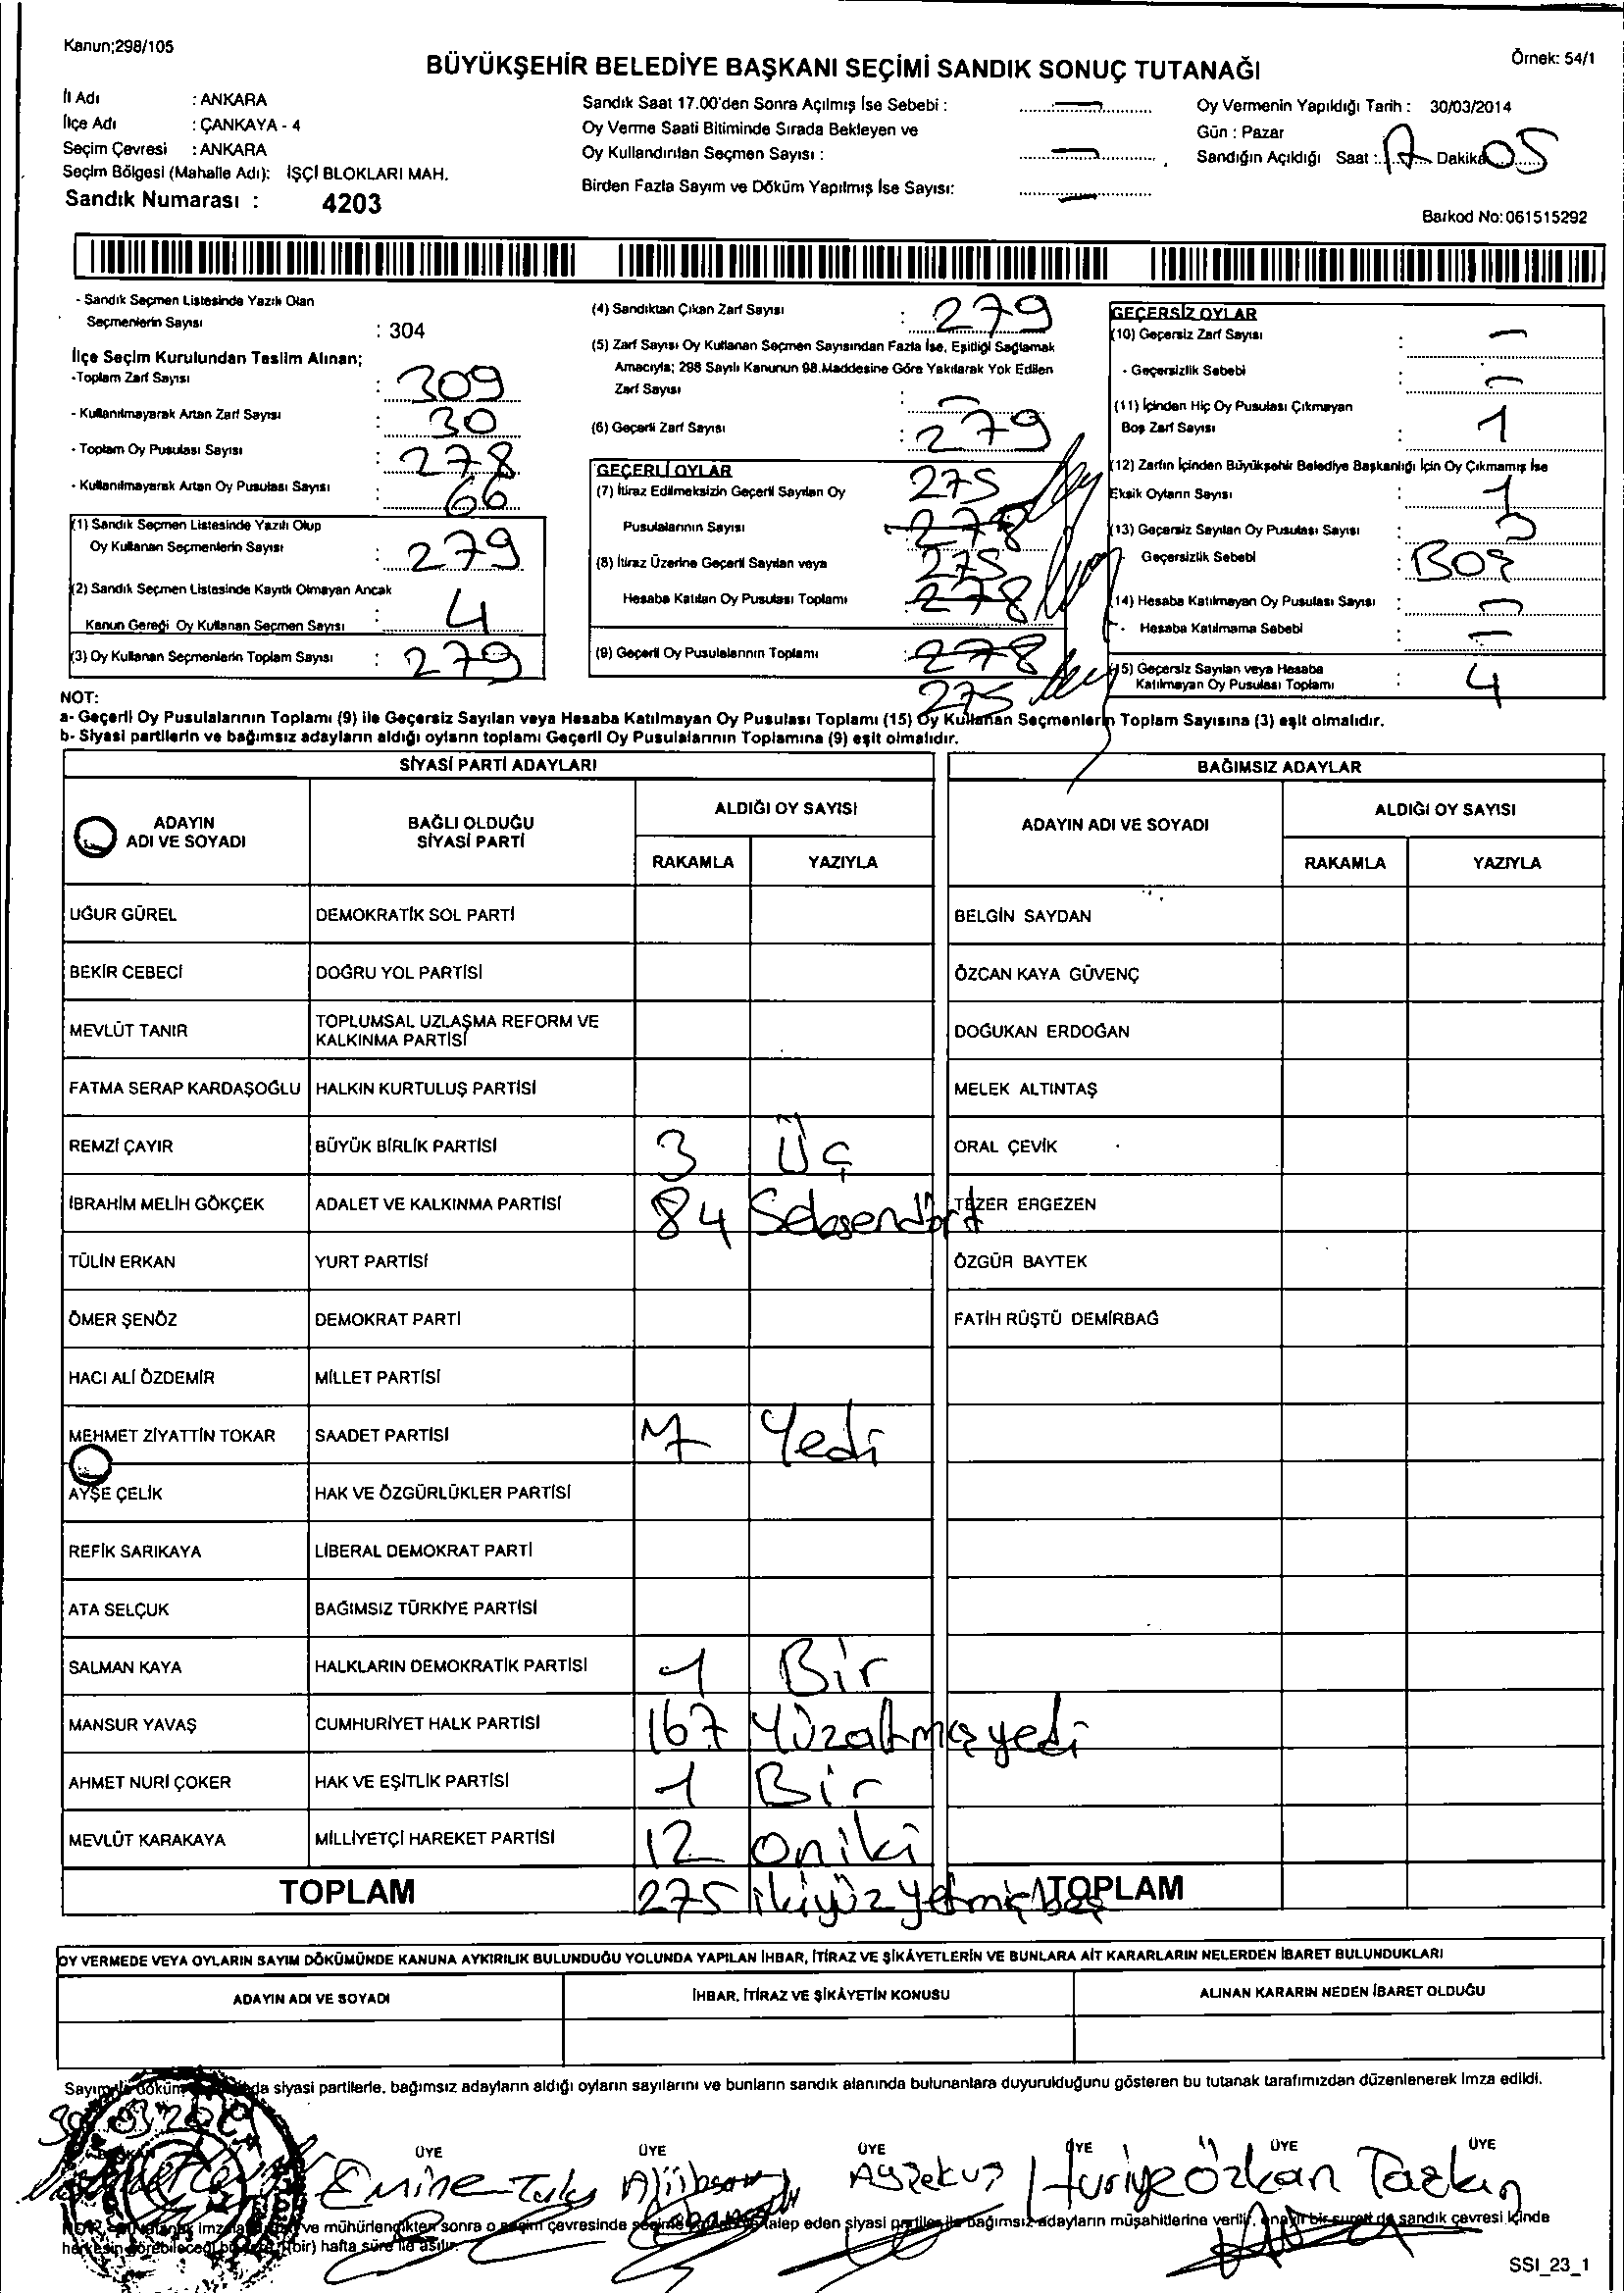 Kanun;298/105
Örnek: 54/1
BÜYÜKŞEHİR BELEDİYE BAŞKANI SEÇİMİ SANDIK SONUÇ TUTANAĞI
İl Adı : ANKARA
İlçe Adı : ÇANKAYA - 4
Seçim Çevresi : ANKARA
Seçim Bölgesi (Mahalle Adı): İŞÇİ BLOKLARI MAH.
Sandık Numarası : 4203
Sandık Saat 17.00'den Sonra Açılmış İse Sebebi : —
Oy Verme Saati Bitiminde Sırada Bekleyen ve
Oy Kullandırılan Seçmen Sayısı : —
Birden Fazla Sayım ve Döküm Yapılmış İse Sayısı: —
Oy Vermenin Yapıldığı Tarih : 30/03/2014
Gün : Pazar
Sandığın Açıldığı Saat : 17 Dakika 05
Barkod No: 061515292
- Sandık Seçmen Listesinde Yazılı Olan
Seçmenlerin Sayısı : 304
İlçe Seçim Kurulundan Teslim Alınan;
-Toplam Zarf Sayısı : 309
- Kullanılmayarak Artan Zarf Sayısı : 30
- Toplam Oy Pusulası Sayısı : 278
- Kullanılmayarak Artan Oy Pusulası Sayısı : 66
(1) Sandık Seçmen Listesinde Yazılı Olup
Oy Kullanan Seçmenlerin Sayısı : 279
(2) Sandık Seçmen Listesinde Kayıtlı Olmayan Ancak
Kanun Gereği Oy Kullanan Seçmen Sayısı : 4
(3) Oy Kullanan Seçmenlerin Toplam Sayısı : 279
(4) Sandıktan Çıkan Zarf Sayısı : 279
(5) Zarf Sayısı Oy Kullanan Seçmen Sayısından Fazla İse, Eşitliği Sağlamak
Amacıyla; 298 Sayılı Kanunun 98.Maddesine Göre Yakılarak Yok Edilen
Zarf Sayısı : —
(6) Geçerli Zarf Sayısı : 279
GEÇERLİ OYLAR
(7) İtiraz Edilmeksizin Geçerli Sayılan Oy 275
Pusulalarının Sayısı 278
(8) İtiraz Üzerine Geçerli Sayılan veya 275
Hesaba Katılan Oy Pusulası Toplamı 278
(9) Geçerli Oy Pusulalarının Toplamı : 278
275
GEÇERSİZ OYLAR
(10) Geçersiz Zarf Sayısı : —
- Geçersizlik Sebebi : —
(11) İçinden Hiç Oy Pusulası Çıkmayan
Boş Zarf Sayısı : 1
(12) Zarfın İçinden Büyükşehir Belediye Başkanlığı İçin Oy Çıkmamış İse
Eksik Oyların Sayısı : 1
(13) Geçersiz Sayılan Oy Pusulası Sayısı :
Geçersizlik Sebebi : Boş
(14) Hesaba Katılmayan Oy Pusulası Sayısı : —
- Hesaba Katılmama Sebebi : —
(15) Geçersiz Sayılan veya Hesaba
Katılmayan Oy Pusulası Toplamı : 4
NOT:
a- Geçerli Oy Pusulalarının Toplamı (9) ile Geçersiz Sayılan veya Hesaba Katılmayan Oy Pusulası Toplamı (15) Oy Kullanan Seçmenlerin Toplam Sayısına (3) eşit olmalıdır.
b- Siyasi partilerin ve bağımsız adayların aldığı oyların toplamı Geçerli Oy Pusulalarının Toplamına (9) eşit olmalıdır.
SİYASİ PARTİ ADAYLARI
ADAYIN ADI VE SOYADI BAĞLI OLDUĞU SİYASİ PARTİ ALDIĞI OY SAYISI
RAKAMLA YAZIYLA
UĞUR GÜREL DEMOKRATİK SOL PARTİ
BEKİR CEBECİ DOĞRU YOL PARTİSİ
MEVLÜT TANIR TOPLUMSAL UZLAŞMA REFORM VE KALKINMA PARTİSİ
FATMA SERAP KARDAŞOĞLU HALKIN KURTULUŞ PARTİSİ
REMZİ ÇAYIR BÜYÜK BİRLİK PARTİSİ 3 Üç
İBRAHİM MELİH GÖKÇEK ADALET VE KALKINMA PARTİSİ 84 Seksendört
TÜLİN ERKAN YURT PARTİSİ
ÖMER ŞENÖZ DEMOKRAT PARTİ
HACI ALİ ÖZDEMİR MİLLET PARTİSİ
MEHMET ZİYATTİN TOKAR SAADET PARTİSİ 7 Yedi
AYŞE ÇELİK HAK VE ÖZGÜRLÜKLER PARTİSİ
REFİK SARIKAYA LİBERAL DEMOKRAT PARTİ
ATA SELÇUK BAĞIMSIZ TÜRKİYE PARTİSİ
SALMAN KAYA HALKLARIN DEMOKRATİK PARTİSİ 1 Bir
MANSUR YAVAŞ CUMHURİYET HALK PARTİSİ 167 Yüzaltmışyedi
AHMET NURİ ÇOKER HAK VE EŞİTLİK PARTİSİ 1 Bir
MEVLÜT KARAKAYA MİLLİYETÇİ HAREKET PARTİSİ 12 oniki
TOPLAM 275 ikiyüzyetmişbeş
BAĞIMSIZ ADAYLAR
ADAYIN ADI VE SOYADI ALDIĞI OY SAYISI
RAKAMLA YAZIYLA
BELGİN SAYDAN
ÖZCAN KAYA GÜVENÇ
DOĞUKAN ERDOĞAN
MELEK ALTINTAŞ
ORAL ÇEVİK
TEZER ERGEZEN
ÖZGÜR BAYTEK
FATİH RÜŞTÜ DEMİRBAĞ
TOPLAM
OY VERMEDE VEYA OYLARIN SAYIM DÖKÜMÜNDE KANUNA AYKIRILIK BULUNDUĞU YOLUNDA YAPILAN İHBAR, İTİRAZ VE ŞİKÂYETLERİN VE BUNLARA AİT KARARLARIN NELERDEN İBARET BULUNDUKLARI
ADAYIN ADI VE SOYADI İHBAR, İTİRAZ VE ŞİKÂYETİN KONUSU ALINAN KARARIN NEDEN İBARET OLDUĞU
siyasi partilerle, bağımsız adayların aldığı oyların sayılarını ve bunların sandık alanında bulunanlara duyurulduğunu gösteren bu tutanak tarafımızdan düzenlenerek imza edildi.
ÜYE ÜYE ÜYE ÜYE ÜYE ÜYE
Emine Huriye Özkan Taşkın
ve mühürlendikten sonra o seçim çevresinde talep eden siyasi partiler ile bağımsız adayların müşahitlerine verilir, sandık çevresi içinde
(bir) hafta süre ile asılır.
SSI_23_1